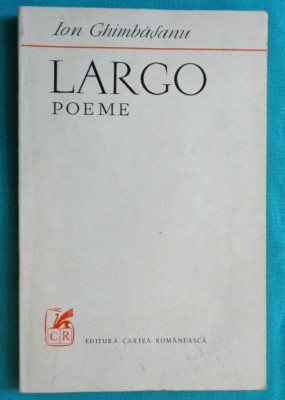 Ion Ghimbășanu
LARGO
POEME
CR
EDITURA CARTEA ROMÂNEASCĂ